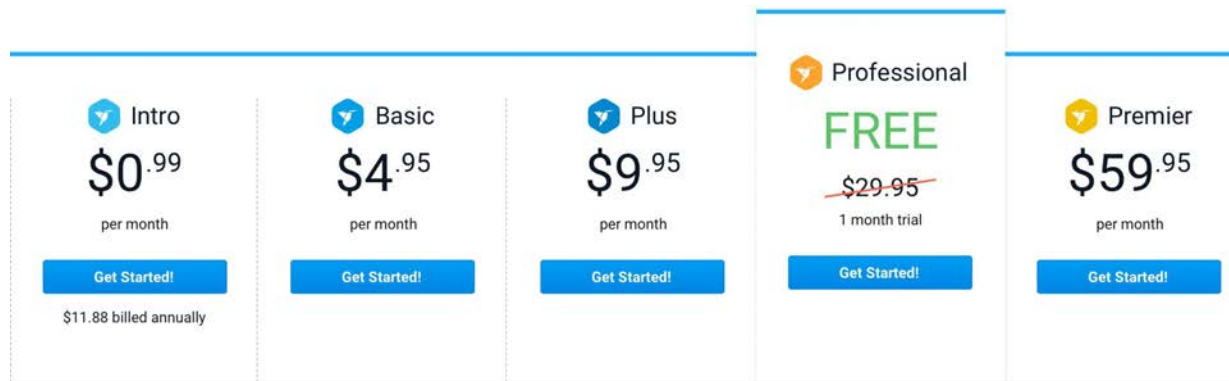 Intro
$0.99
per month
Get Started!
$11.88 billed annually
Basic
$4.95
per month
Get Started!
Plus
$9.95
per month
Get Started!
Professional
FREE
$29.95
1 month trial
Get Started!
Premier
$59.95
per month
Get Started!